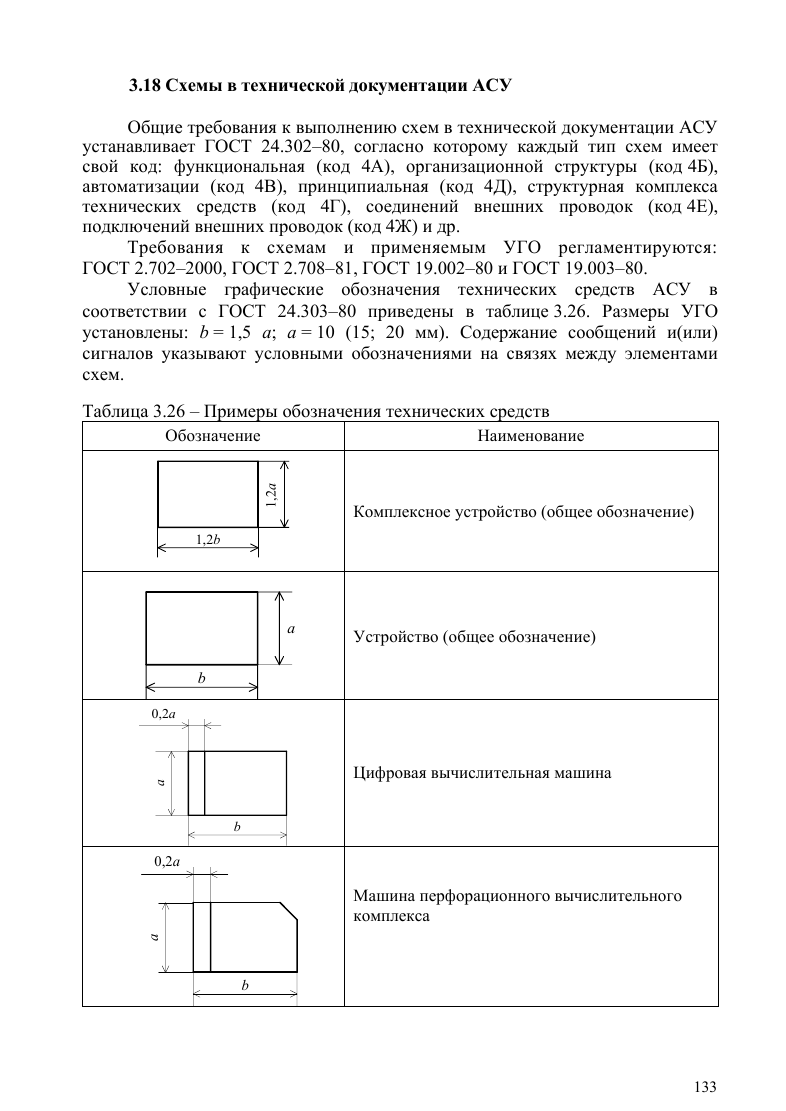 3.18 Схемы в технической документации АСУ
Общие требования к выполнению схем в технической документации АСУ
устанавливает ГОСТ 24.302–80, согласно которому каждый тип схем имеет
свой код: функциональная (код 4А), организационной структуры (код 4Б),
автоматизации (код 4В), принципиальная (код 4Д), структурная комплекса
технических средств (код 4Г), соединений внешних проводок (код 4Е),
подключений внешних проводок (код 4Ж) и др.
Требования к схемам и применяемым УГО регламентируются:
ГОСТ 2.702–2000, ГОСТ 2.708–81, ГОСТ 19.002–80 и ГОСТ 19.003–80.
Условные графические обозначения технических средств АСУ в
соответствии с ГОСТ 24.303–80 приведены в таблице 3.26. Размеры УГО
установлены: b = 1,5 a; a = 10 (15; 20 мм). Содержание сообщений и(или)
сигналов указывают условными обозначениями на связях между элементами
схем.
Таблица 3.26 – Примеры обозначения технических средств
Обозначение Наименование
1,2a
1,2b
Комплексное устройство (общее обозначение)
a
b
Устройство (общее обозначение)
0,2a
a
b
Цифровая вычислительная машина
0,2a
a
b
Машина перфорационного вычислительного
комплекса
133